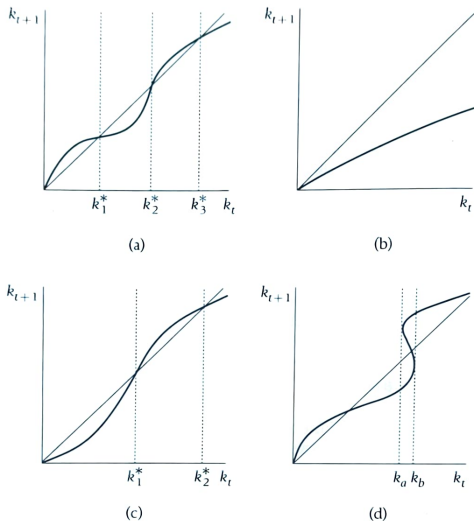 k_{t+1}
k_{t+1}
k_1^* k_2^* k_3^* k_t
k_t
(a)
(b)
k_{t+1}
k_{t+1}
k_1^* k_2^* k_t
k_a k_b k_t
(c)
(d)